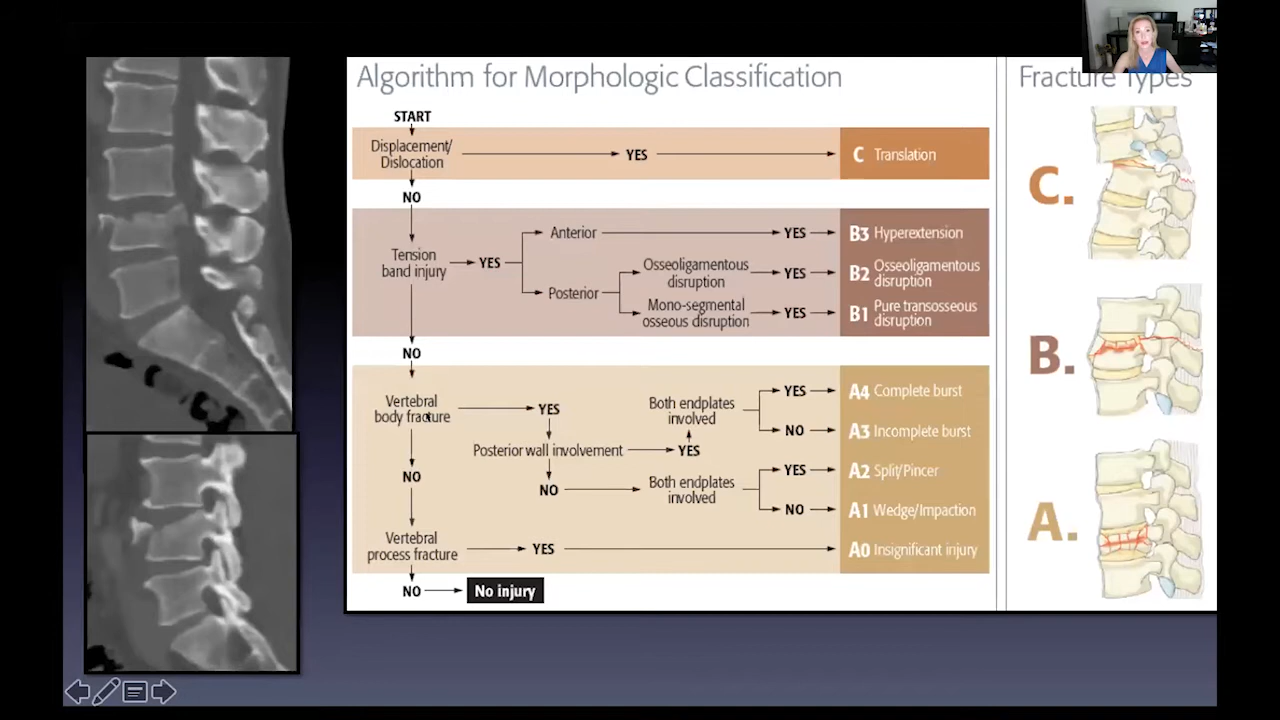 Algorithm for Morphologic Classification
START
Displacement/
Dislocation
YES
C Translation
NO
Tension
band injury
YES
Anterior
YES
B3 Hyperextension
Posterior
Osseoligamentous
disruption
YES
B2 Osseoligamentous
disruption
Mono-segmental
osseous disruption
YES
B1 Pure transosseous
disruption
NO
Vertebral
body fracture
YES
Posterior wall involvement
YES
Both endplates
involved
YES
A4 Complete burst
NO
A3 Incomplete burst
NO
Both endplates
involved
YES
A2 Split/Pincer
NO
A1 Wedge/Impaction
NO
Vertebral
process fracture
YES
A0 Insignificant injury
NO
No injury
Fracture Types
C.
B.
A.